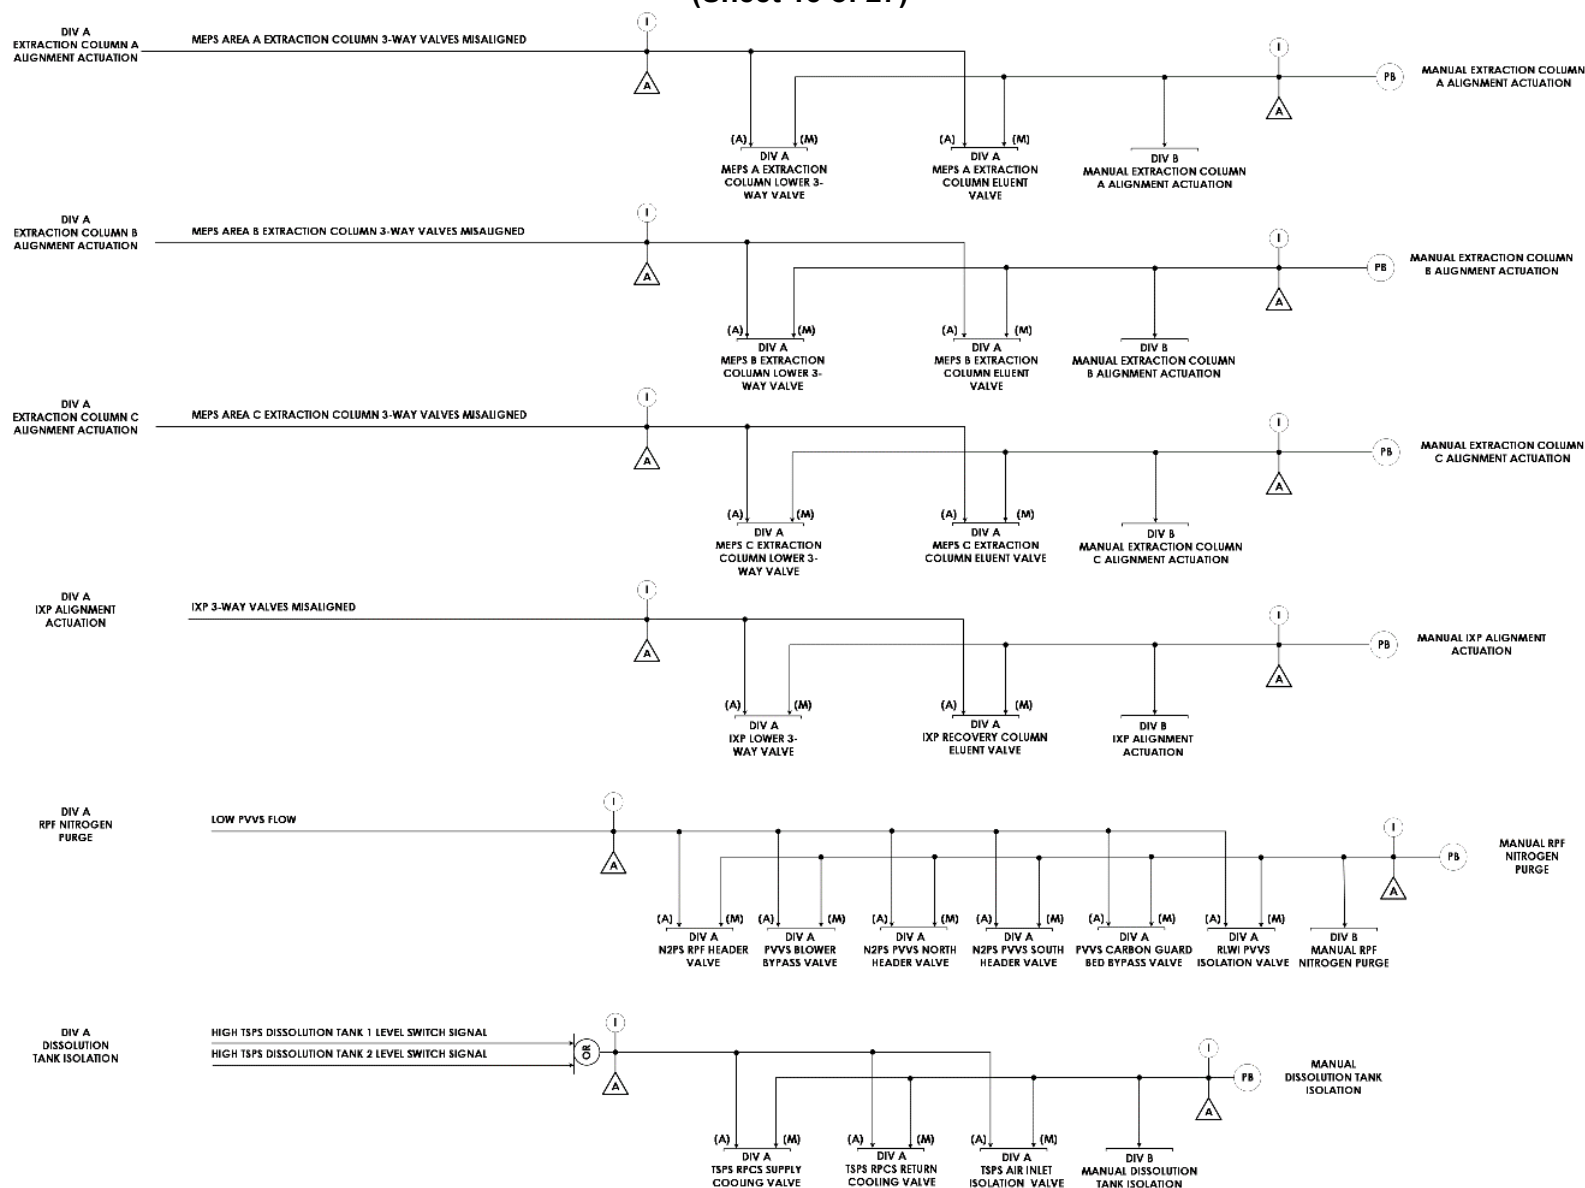 DIV A
EXTRACTION COLUMN A
ALIGNMENT ACTUATION
MEPS AREA A EXTRACTION COLUMN 3-WAY VALVES MISALIGNED
I
A
I
A
PB
MANUAL EXTRACTION COLUMN
A ALIGNMENT ACTUATION
(A)
(M)
DIV A
MEPS A EXTRACTION
COLUMN LOWER 3-
WAY VALVE
(A)
(M)
DIV A
MEPS A EXTRACTION
COLUMN ELUENT
VALVE
DIV B
MANUAL EXTRACTION COLUMN
A ALIGNMENT ACTUATION
DIV A
EXTRACTION COLUMN B
ALIGNMENT ACTUATION
MEPS AREA B EXTRACTION COLUMN 3-WAY VALVES MISALIGNED
I
A
I
A
PB
MANUAL EXTRACTION COLUMN
B ALIGNMENT ACTUATION
(A)
(M)
DIV A
MEPS B EXTRACTION
COLUMN LOWER 3-
WAY VALVE
(A)
(M)
DIV A
MEPS B EXTRACTION
COLUMN ELUENT
VALVE
DIV B
MANUAL EXTRACTION COLUMN
B ALIGNMENT ACTUATION
DIV A
EXTRACTION COLUMN C
ALIGNMENT ACTUATION
MEPS AREA C EXTRACTION COLUMN 3-WAY VALVES MISALIGNED
I
A
I
A
PB
MANUAL EXTRACTION COLUMN
C ALIGNMENT ACTUATION
(A)
(M)
DIV A
MEPS C EXTRACTION
COLUMN LOWER 3-
WAY VALVE
(A)
(M)
DIV A
MEPS C EXTRACTION
COLUMN ELUENT VALVE
DIV B
MANUAL EXTRACTION COLUMN
C ALIGNMENT ACTUATION
DIV A
IXP ALIGNMENT
ACTUATION
IXP 3-WAY VALVES MISALIGNED
I
A
I
A
PB
MANUAL IXP ALIGNMENT
ACTUATION
(A)
(M)
DIV A
IXP LOWER 3-
WAY VALVE
(A)
(M)
DIV A
IXP RECOVERY COLUMN
ELUENT VALVE
DIV B
IXP ALIGNMENT
ACTUATION
DIV A
RPF NITROGEN
PURGE
LOW PVVS FLOW
I
A
I
A
PB
MANUAL RPF
NITROGEN
PURGE
(A)
(M)
DIV A
N2PS RPF HEADER
VALVE
(A)
(M)
DIV A
PVVS BLOWER
BYPASS VALVE
(A)
(M)
DIV A
N2PS PVVS NORTH
HEADER VALVE
(A)
(M)
DIV A
N2PS PVVS SOUTH
HEADER VALVE
(A)
(M)
DIV A
PVVS CARBON GUARD
BED BYPASS VALVE
(A)
(M)
DIV A
RLWI PVVS
ISOLATION VALVE
DIV B
MANUAL RPF
NITROGEN PURGE
DIV A
DISSOLUTION
TANK ISOLATION
HIGH TSPS DISSOLUTION TANK 1 LEVEL SWITCH SIGNAL
HIGH TSPS DISSOLUTION TANK 2 LEVEL SWITCH SIGNAL
OR
I
A
I
A
PB
MANUAL
DISSOLUTION TANK
ISOLATION
(A)
(M)
DIV A
TSPS RPCS SUPPLY
COOLING VALVE
(A)
(M)
DIV A
TSPS RPCS RETURN
COOLING VALVE
(A)
(M)
DIV A
TSPS AIR INLET
ISOLATION VALVE
DIV B
MANUAL DISSOLUTION
TANK ISOLATION